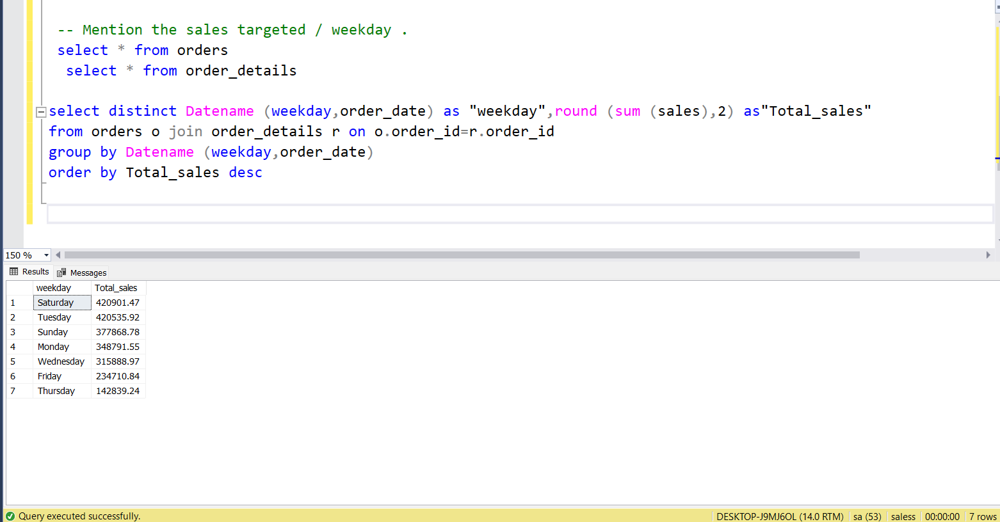 -- Mention the sales targeted / weekday .
select * from orders
select * from order_details
select distinct Datename (weekday,order_date) as "weekday",round (sum (sales),2) as"Total_sales"
from orders o join order_details r on o.order_id=r.order_id
group by Datename (weekday,order_date)
order by Total_sales desc
150 %
Results Messages
weekday Total_sales
1 Saturday 420901.47
2 Tuesday 420535.92
3 Sunday 377868.78
4 Monday 348791.55
5 Wednesday 315888.97
6 Friday 234710.84
7 Thursday 142839.24
Query executed successfully. DESKTOP-J9MJ6OL (14.0 RTM) sa (53) saless 00:00:00 7 rows